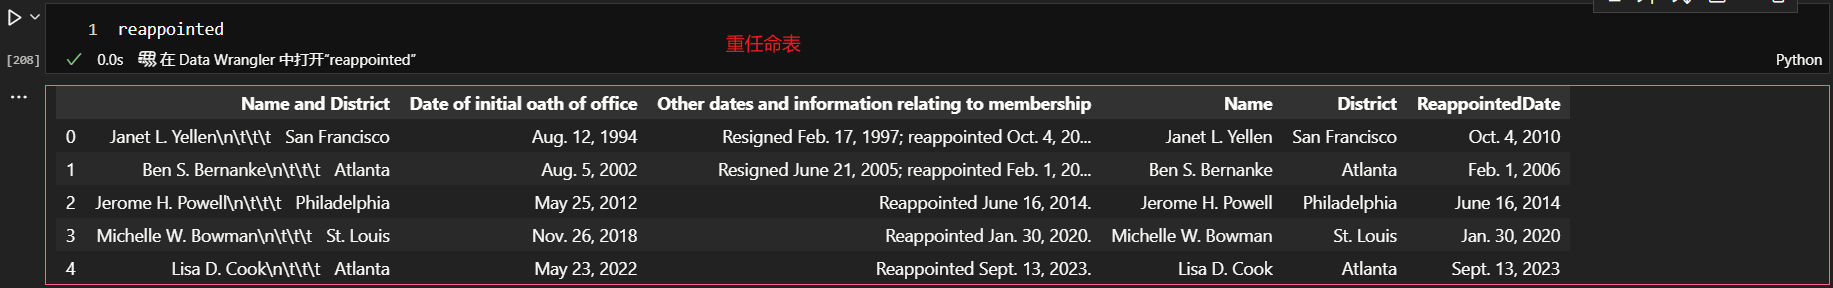 1 reappointed
重任命表
[208] 0.0s 在 Data Wrangler 中打开"reappointed" Python
...
Name and District Date of initial oath of office Other dates and information relating to membership Name District ReappointedDate
0 Janet L. Yellen\n\t\t\t San Francisco Aug. 12, 1994 Resigned Feb. 17, 1997; reappointed Oct. 4, 20... Janet L. Yellen San Francisco Oct. 4, 2010
1 Ben S. Bernanke\n\t\t\t Atlanta Aug. 5, 2002 Resigned June 21, 2005; reappointed Feb. 1, 20... Ben S. Bernanke Atlanta Feb. 1, 2006
2 Jerome H. Powell\n\t\t\t Philadelphia May 25, 2012 Reappointed June 16, 2014. Jerome H. Powell Philadelphia June 16, 2014
3 Michelle W. Bowman\n\t\t\t St. Louis Nov. 26, 2018 Reappointed Jan. 30, 2020. Michelle W. Bowman St. Louis Jan. 30, 2020
4 Lisa D. Cook\n\t\t\t Atlanta May 23, 2022 Reappointed Sept. 13, 2023. Lisa D. Cook Atlanta Sept. 13, 2023